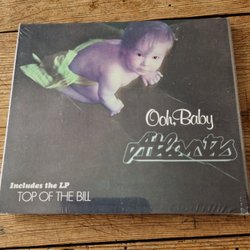 Ooh, Baby
Atlantis
Includes the LP
TOP OF THE BILL